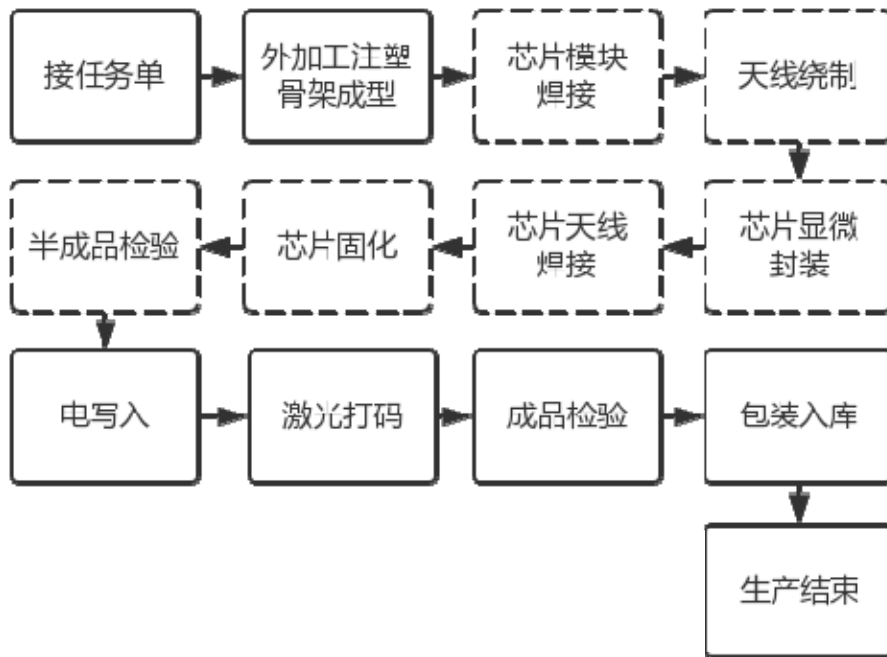 接任务单
外加工注塑
骨架成型
芯片模块
焊接
天线绕制
半成品检验
芯片固化
芯片天线
焊接
芯片显微
封装
电写入
激光打码
成品检验
包装入库
生产结束